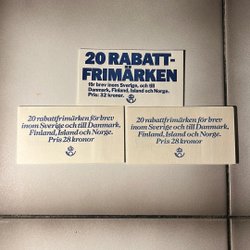 20 RABATT-
FRIMÄRKEN
för brev inom Sverige, och till
Danmark, Finland, Island och Norge.
Pris: 32 kronor.
20 rabattfrimärken för brev
inom Sverige och till Danmark,
Finland, Island och Norge.
Pris 28 kronor
20 rabattfrimärken för brev
inom Sverige och till Danmark,
Finland, Island och Norge.
Pris 28 kronor